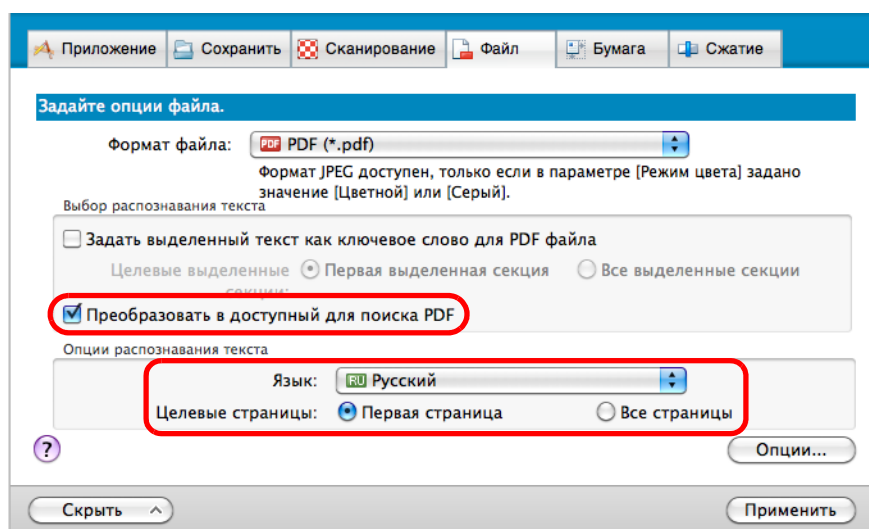 Приложение Сохранить Сканирование Файл Бумага Сжатие
Задайте опции файла.
Формат файла: PDF PDF (*.pdf)
Формат JPEG доступен, только если в параметре [Режим цвета] задано
значение [Цветной] или [Серый].
Выбор распознавания текста
Задать выделенный текст как ключевое слово для PDF файла
Целевые выделенные Первая выделенная секция Все выделенные секции
секции:
Преобразовать в доступный для поиска PDF
Опции распознавания текста
Язык: RU Русский
Целевые страницы: Первая страница Все страницы
? Опции...
Скрыть Применить